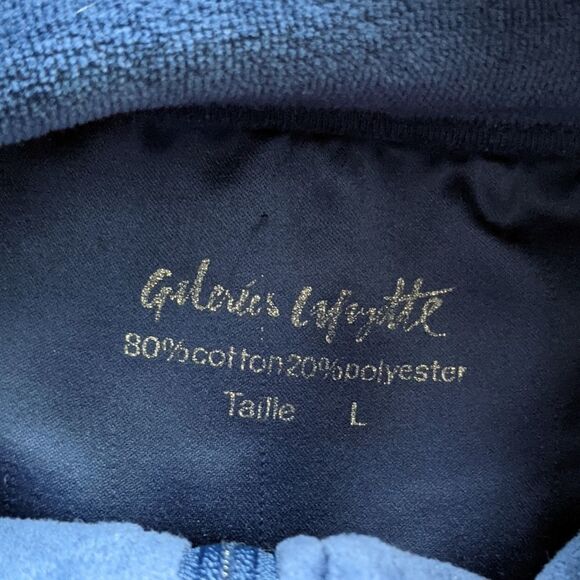 Galeries Lafayette
80%cotton20%polyester
Taille L